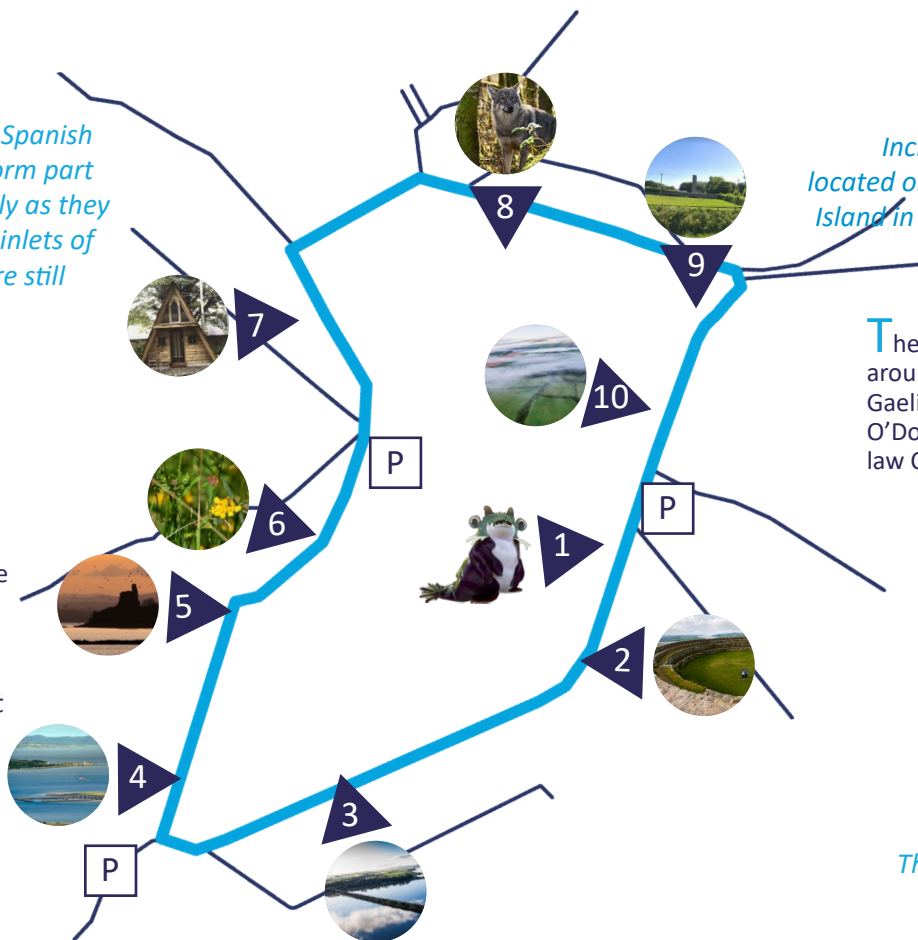 Spanish
orm part
ly as they
inlets of
re still
8
9
7
10
6
1
5
2
4
3
P
P
P
e
t
Inc
located o
Island in
The
arou
Gaeli
O'Do
law
Th